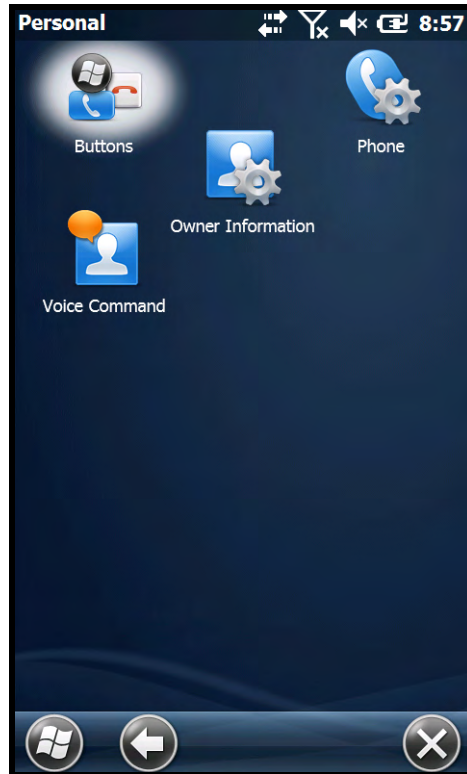 Personal 8:57
Buttons
Phone
Owner Information
Voice Command